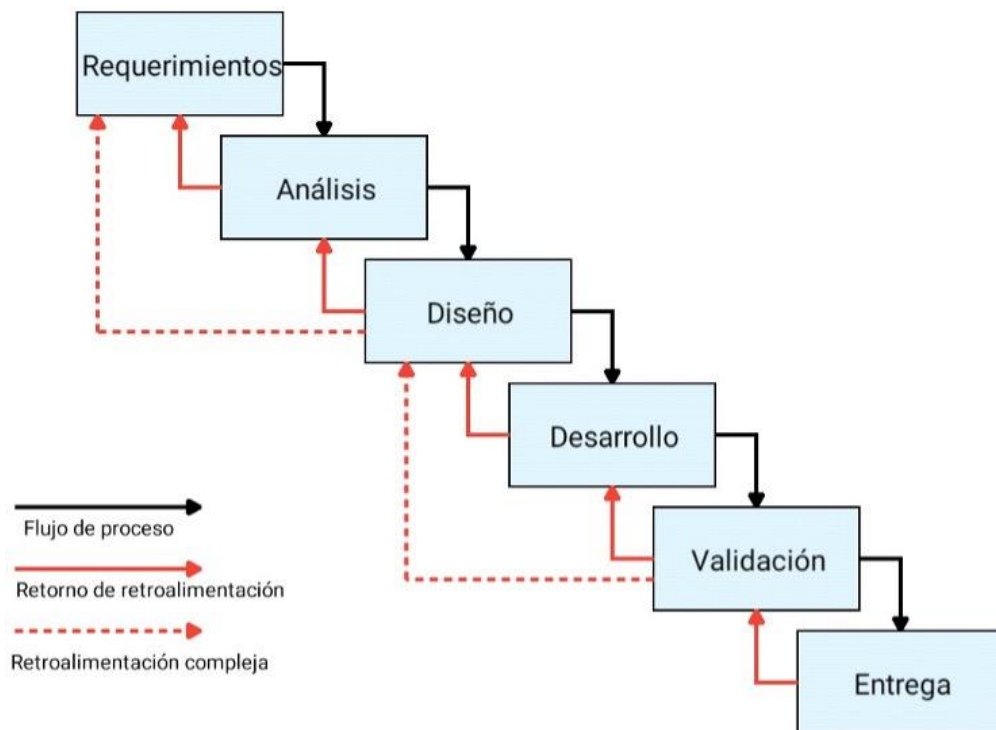 Requerimientos
Análisis
Diseño
Desarrollo
Validación
Entrega
Flujo de proceso
Retorno de retroalimentación
Retroalimentación compleja